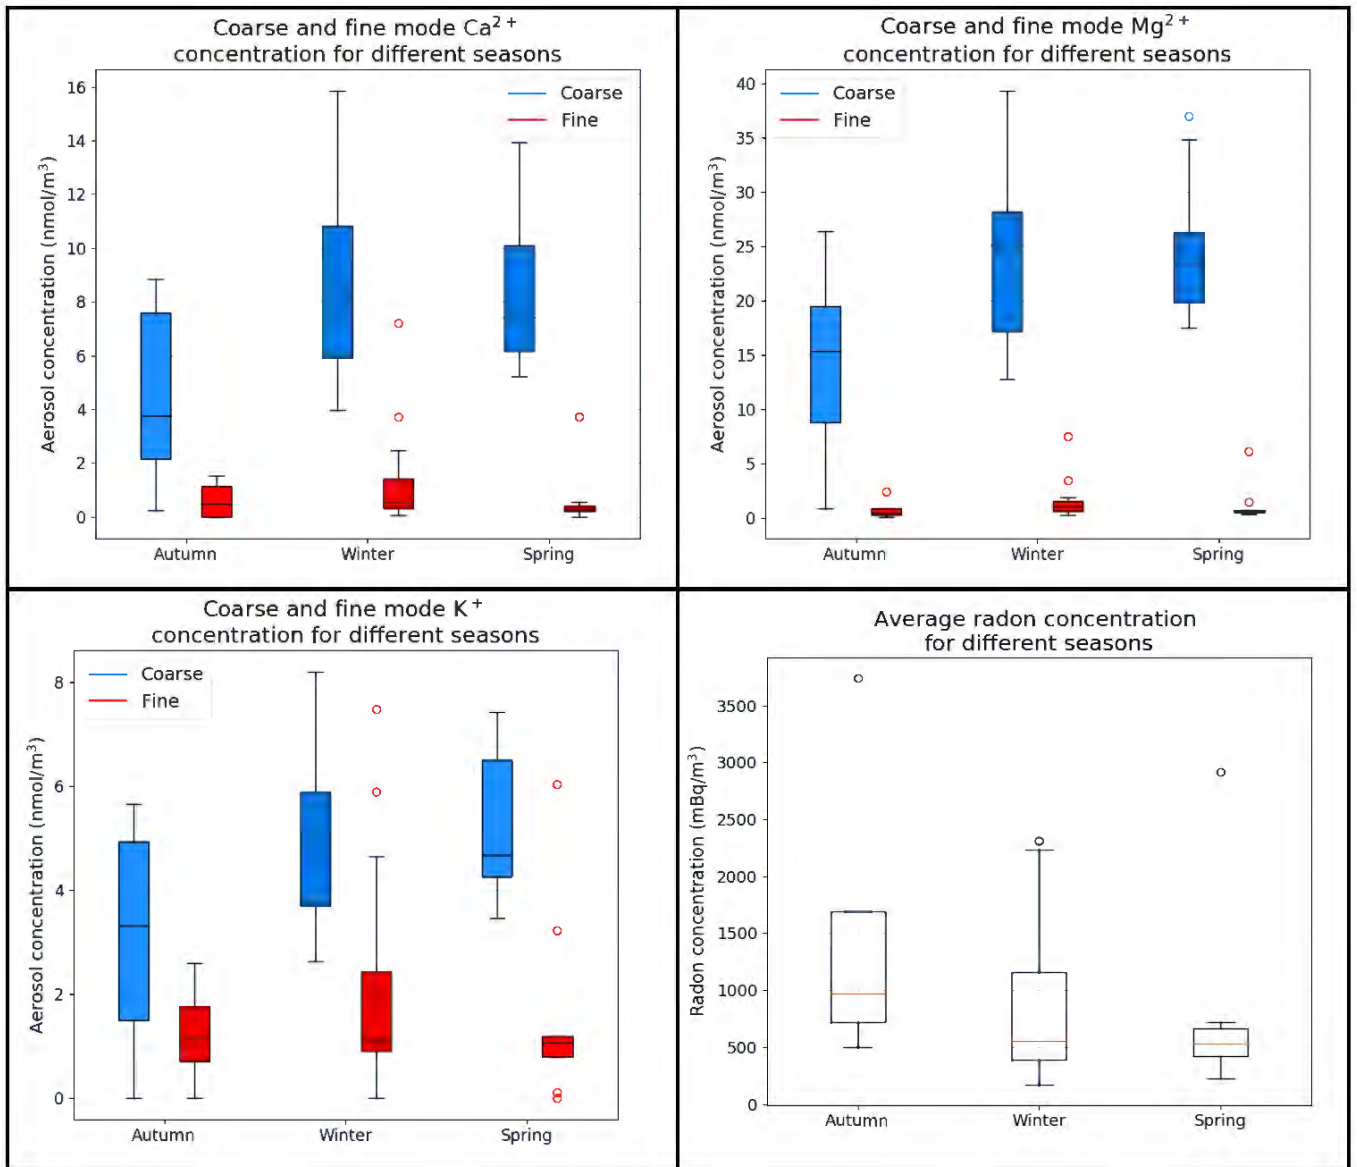 Coarse and fine mode Ca²⁺
concentration for different seasons
Aerosol concentration (nmol/m³)
16
14
12
10
8
6
4
2
0
Coarse
Fine
Autumn
Winter
Spring
Coarse and fine mode Mg²⁺
concentration for different seasons
Aerosol concentration (nmol/m³)
40
35
30
25
20
15
10
5
0
Coarse
Fine
Autumn
Winter
Spring
Coarse and fine mode K⁺
concentration for different seasons
Aerosol concentration (nmol/m³)
8
6
4
2
0
Coarse
Fine
Autumn
Winter
Spring
Average radon concentration
for different seasons
Radon concentration (mBq/m³)
3500
3000
2500
2000
1500
1000
500
0
Autumn
Winter
Spring